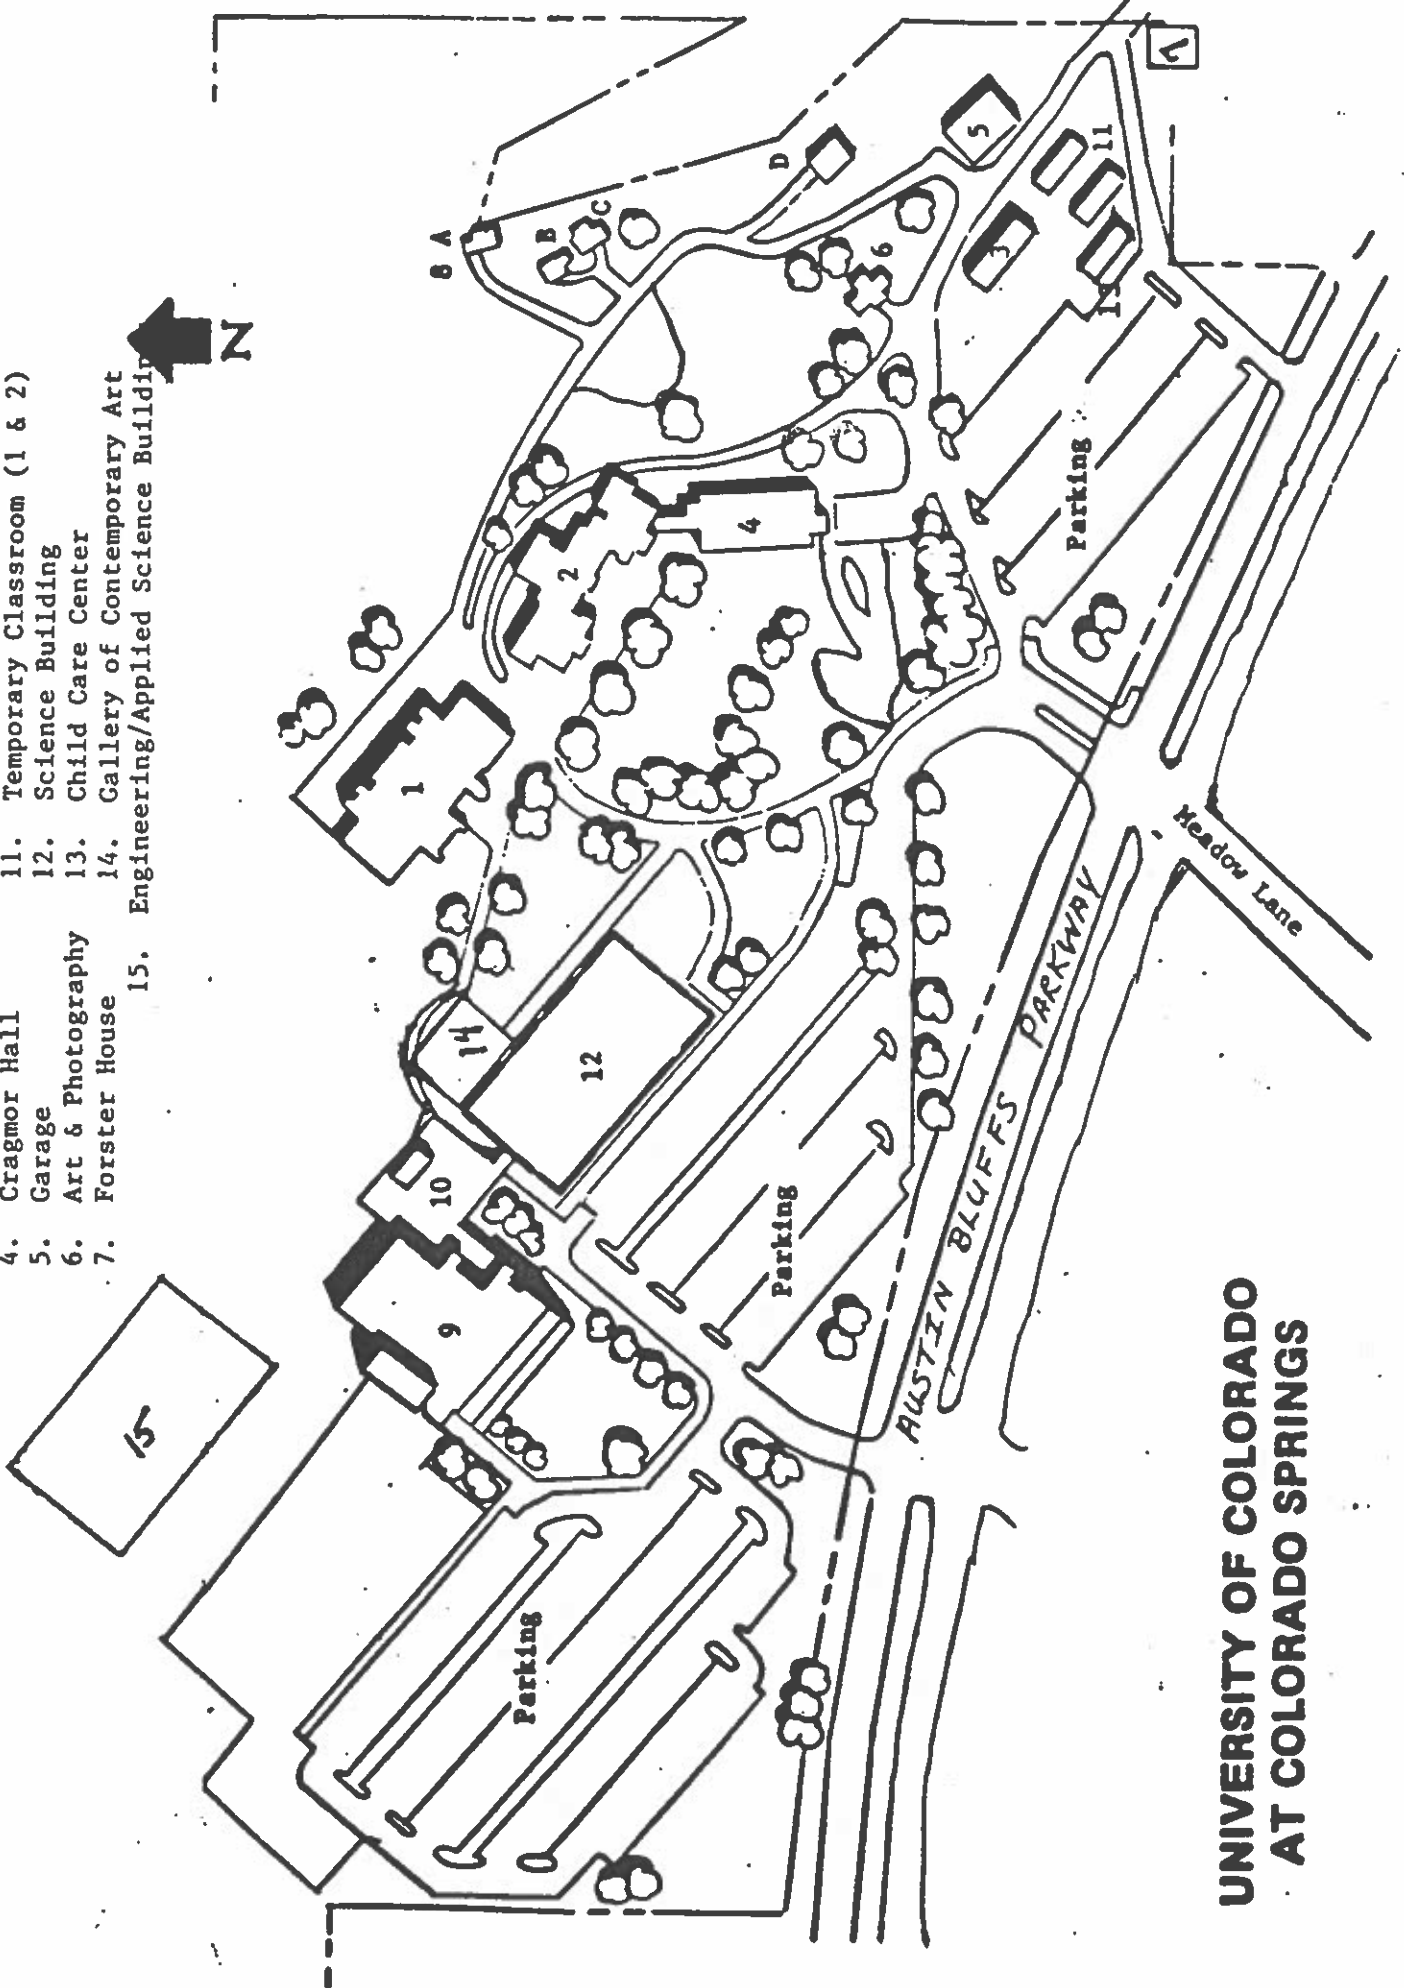 4. Cragmor Hall
5. Garage
6. Art & Photography
7. Forster House
11. Temporary Classroom (1 & 2)
12. Science Building
13. Child Care Center
14. Gallery of Contemporary Art
15. Engineering/Applied Science Buildin
N
15
9
10
14
12
1
2
4
8 A
B
C
D
6
5
3
11
13
7
Parking
Parking
Parking
AUSTIN BLUFFS PARKWAY
Meadow Lane
UNIVERSITY OF COLORADO
AT COLORADO SPRINGS